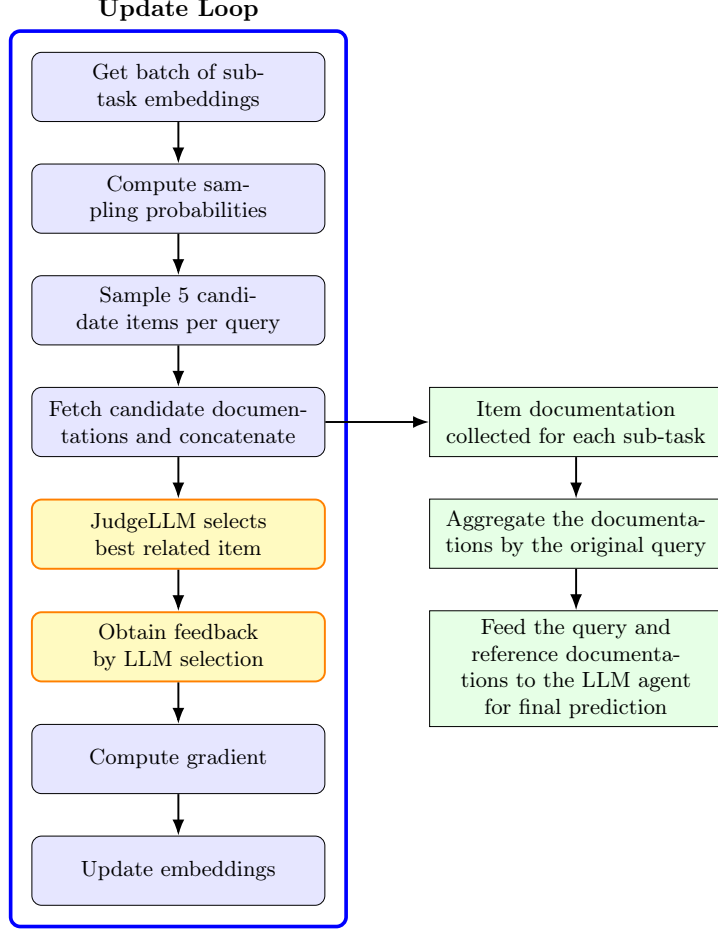 Update Loop
Get batch of sub-
task embeddings
Compute sam-
pling probabilities
Sample 5 candi-
date items per query
Fetch candidate documen-
tations and concatenate
JudgeLLM selects
best related item
Obtain feedback
by LLM selection
Compute gradient
Update embeddings
Item documentation
collected for each sub-task
Aggregate the documenta-
tions by the original query
Feed the query and
reference documenta-
tions to the LLM agent
for final prediction